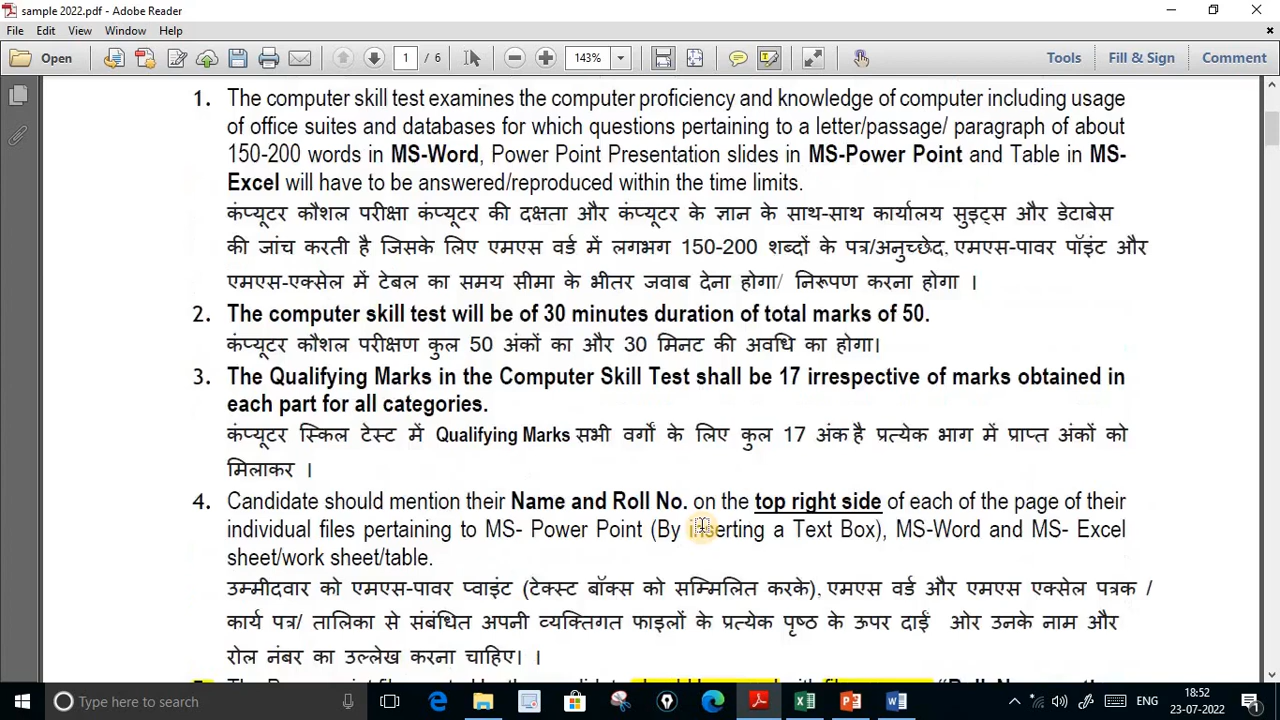 sample 2022.pdf - Adobe Reader
File Edit View Window Help
Open 1 / 6 143% Tools Fill & Sign Comment
1. The computer skill test examines the computer proficiency and knowledge of computer including usage
of office suites and databases for which questions pertaining to a letter/passage/ paragraph of about
150-200 words in MS-Word, Power Point Presentation slides in MS-Power Point and Table in MS-
Excel will have to be answered/reproduced within the time limits.
कंप्यूटर कौशल परीक्षा कंप्यूटर की दक्षता और कंप्यूटर के ज्ञान के साथ-साथ कार्यालय सुइट्स और डेटाबेस
की जांच करती है जिसके लिए एमएस वर्ड में लगभग 150-200 शब्दों के पत्र/अनुच्छेद, एमएस-पावर पॉइंट और
एमएस-एक्सेल में टेबल का समय सीमा के भीतर जवाब देना होगा/ निरूपण करना होगा ।
2. The computer skill test will be of 30 minutes duration of total marks of 50.
कंप्यूटर कौशल परीक्षण कुल 50 अंकों का और 30 मिनट की अवधि का होगा।
3. The Qualifying Marks in the Computer Skill Test shall be 17 irrespective of marks obtained in
each part for all categories.
कंप्यूटर स्किल टेस्ट में Qualifying Marks सभी वर्गों के लिए कुल 17 अंक है प्रत्येक भाग में प्राप्त अंकों को
मिलाकर ।
4. Candidate should mention their Name and Roll No. on the top right side of each of the page of their
individual files pertaining to MS- Power Point (By inserting a Text Box), MS-Word and MS- Excel
sheet/work sheet/table.
उम्मीदवार को एमएस-पावर प्वाइंट (टेक्स्ट बॉक्स को सम्मिलित करके), एमएस वर्ड और एमएस एक्सेल पत्रक /
कार्य पत्र/ तालिका से संबंधित अपनी व्यक्तिगत फाइलों के प्रत्येक पृष्ठ के ऊपर दाईं ओर उनके नाम और
रोल नंबर का उल्लेख करना चाहिए। ।
Type here to search
ENG 18:52
23-07-2022